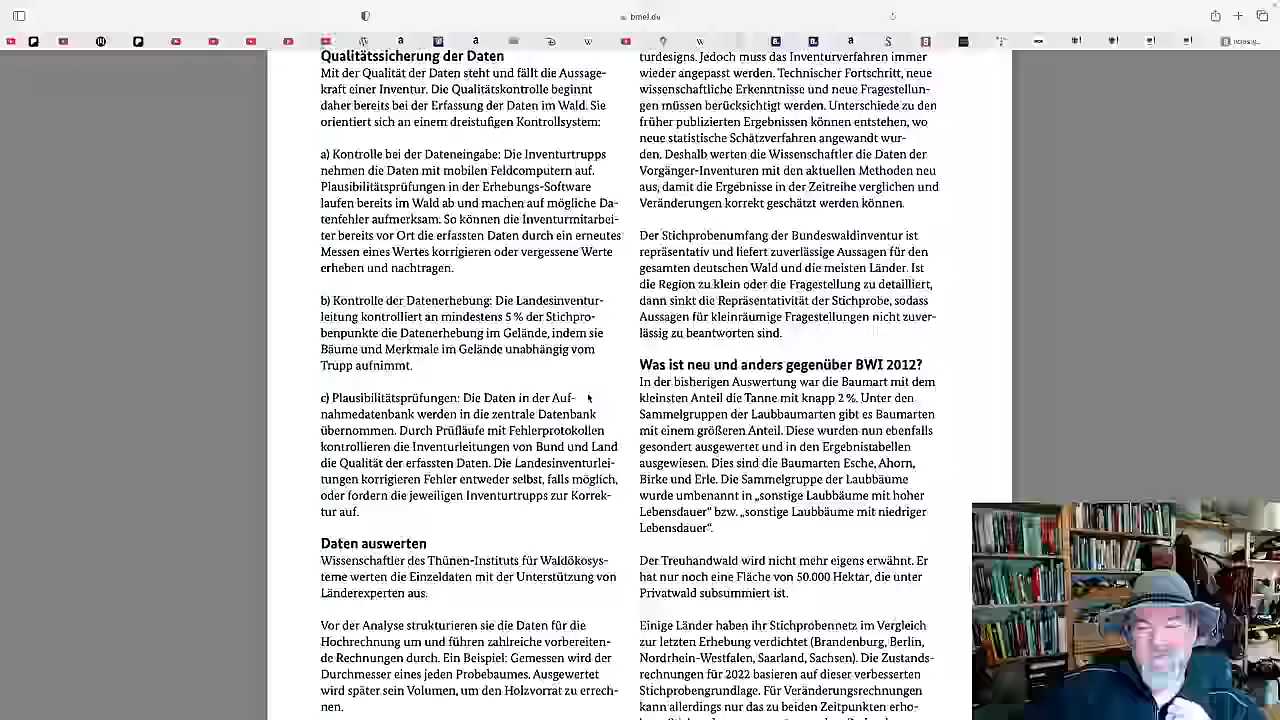 bmel.de
Qualitätssicherung der Daten
Mit der Qualität der Daten steht und fällt die Aussage-
kraft einer Inventur. Die Qualitätskontrolle beginnt
daher bereits bei der Erfassung der Daten im Wald. Sie
orientiert sich an einem dreistufigen Kontrollsystem:
a) Kontrolle bei der Dateneingabe: Die Inventurtrupps
nehmen die Daten mit mobilen Feldcomputern auf.
Plausibilitätsprüfungen in der Erhebungs-Software
laufen bereits im Wald ab und machen auf mögliche Da-
tenfehler aufmerksam. So können die Inventurmitarbei-
ter bereits vor Ort die erfassten Daten durch ein erneutes
Messen eines Wertes korrigieren oder vergessene Werte
erheben und nachtragen.
b) Kontrolle der Datenerhebung: Die Landesinventur-
leitung kontrolliert an mindestens 5 % der Stichpro-
benpunkte die Datenerhebung im Gelände, indem sie
Bäume und Merkmale im Gelände unabhängig vom
Trupp aufnimmt.
c) Plausibilitätsprüfungen: Die Daten in der Auf-
nahmedatenbank werden in die zentrale Datenbank
übernommen. Durch Prüfläufe mit Fehlerprotokollen
kontrollieren die Inventurleitungen von Bund und Land
die Qualität der erfassten Daten. Die Landesinventurlei-
tungen korrigieren Fehler entweder selbst, falls möglich,
oder fordern die jeweiligen Inventurtrupps zur Korrek-
tur auf.
Daten auswerten
Wissenschaftler des Thünen-Instituts für Waldökosys-
teme werten die Einzeldaten mit der Unterstützung von
Länderexperten aus.
Vor der Analyse strukturieren sie die Daten für die
Hochrechnung um und führen zahlreiche vorbereiten-
de Rechnungen durch. Ein Beispiel: Gemessen wird der
Durchmesser eines jeden Probebaumes. Ausgewertet
wird später sein Volumen, um den Holzvorrat zu errech-
nen.
turdesigns. Jedoch muss das Inventurverfahren immer
wieder angepasst werden. Technischer Fortschritt, neue
wissenschaftliche Erkenntnisse und neue Fragestellun-
gen müssen berücksichtigt werden. Unterschiede zu den
früher publizierten Ergebnissen können entstehen, wo
neue statistische Schätzverfahren angewandt wur-
den. Deshalb werten die Wissenschaftler die Daten der
Vorgänger-Inventuren mit den aktuellen Methoden neu
aus, damit die Ergebnisse in der Zeitreihe verglichen und
Veränderungen korrekt geschätzt werden können.
Der Stichprobenumfang der Bundeswaldinventur ist
repräsentativ und liefert zuverlässige Aussagen für den
gesamten deutschen Wald und die meisten Länder. Ist
die Region zu klein oder die Fragestellung zu detailliert,
dann sinkt die Repräsentativität der Stichprobe, sodass
Aussagen für kleinräumige Fragestellungen nicht zuver-
lässig zu beantworten sind.
Was ist neu und anders gegenüber BWI 2012?
In der bisherigen Auswertung war die Baumart mit dem
kleinsten Anteil die Tanne mit knapp 2 %. Unter den
Sammelgruppen der Laubbaumarten gibt es Baumarten
mit einem größeren Anteil. Diese wurden nun ebenfalls
gesondert ausgewertet und in den Ergebnistabellen
ausgewiesen. Dies sind die Baumarten Esche, Ahorn,
Birke und Erle. Die Sammelgruppe der Laubbäume
wurde umbenannt in „sonstige Laubbäume mit hoher
Lebensdauer“ bzw. „sonstige Laubbäume mit niedriger
Lebensdauer“.
Der Treuhandwald wird nicht mehr eigens erwähnt. Er
hat nur noch eine Fläche von 50.000 Hektar, die unter
Privatwald subsummiert ist.
Einige Länder haben ihr Stichprobennetz im Vergleich
zur letzten Erhebung verdichtet (Brandenburg, Berlin,
Nordrhein-Westfalen, Saarland, Sachsen). Die Zustands-
rechnungen für 2022 basieren auf dieser verbesserten
Stichprobengrundlage. Für Veränderungsrechnungen
kann allerdings nur das zu beiden Zeitpunkten erho-